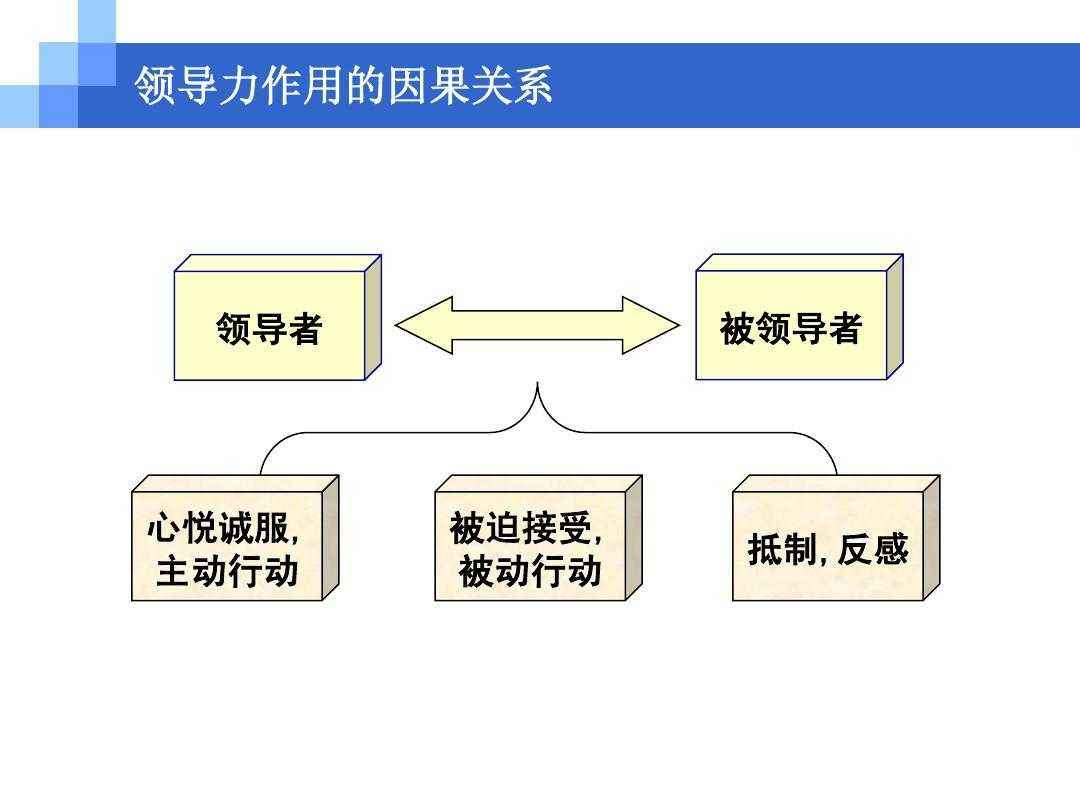 领导力作用的因果关系
领导者
被领导者
心悦诚服,
主动行动
被迫接受,
被动行动
抵制, 反感